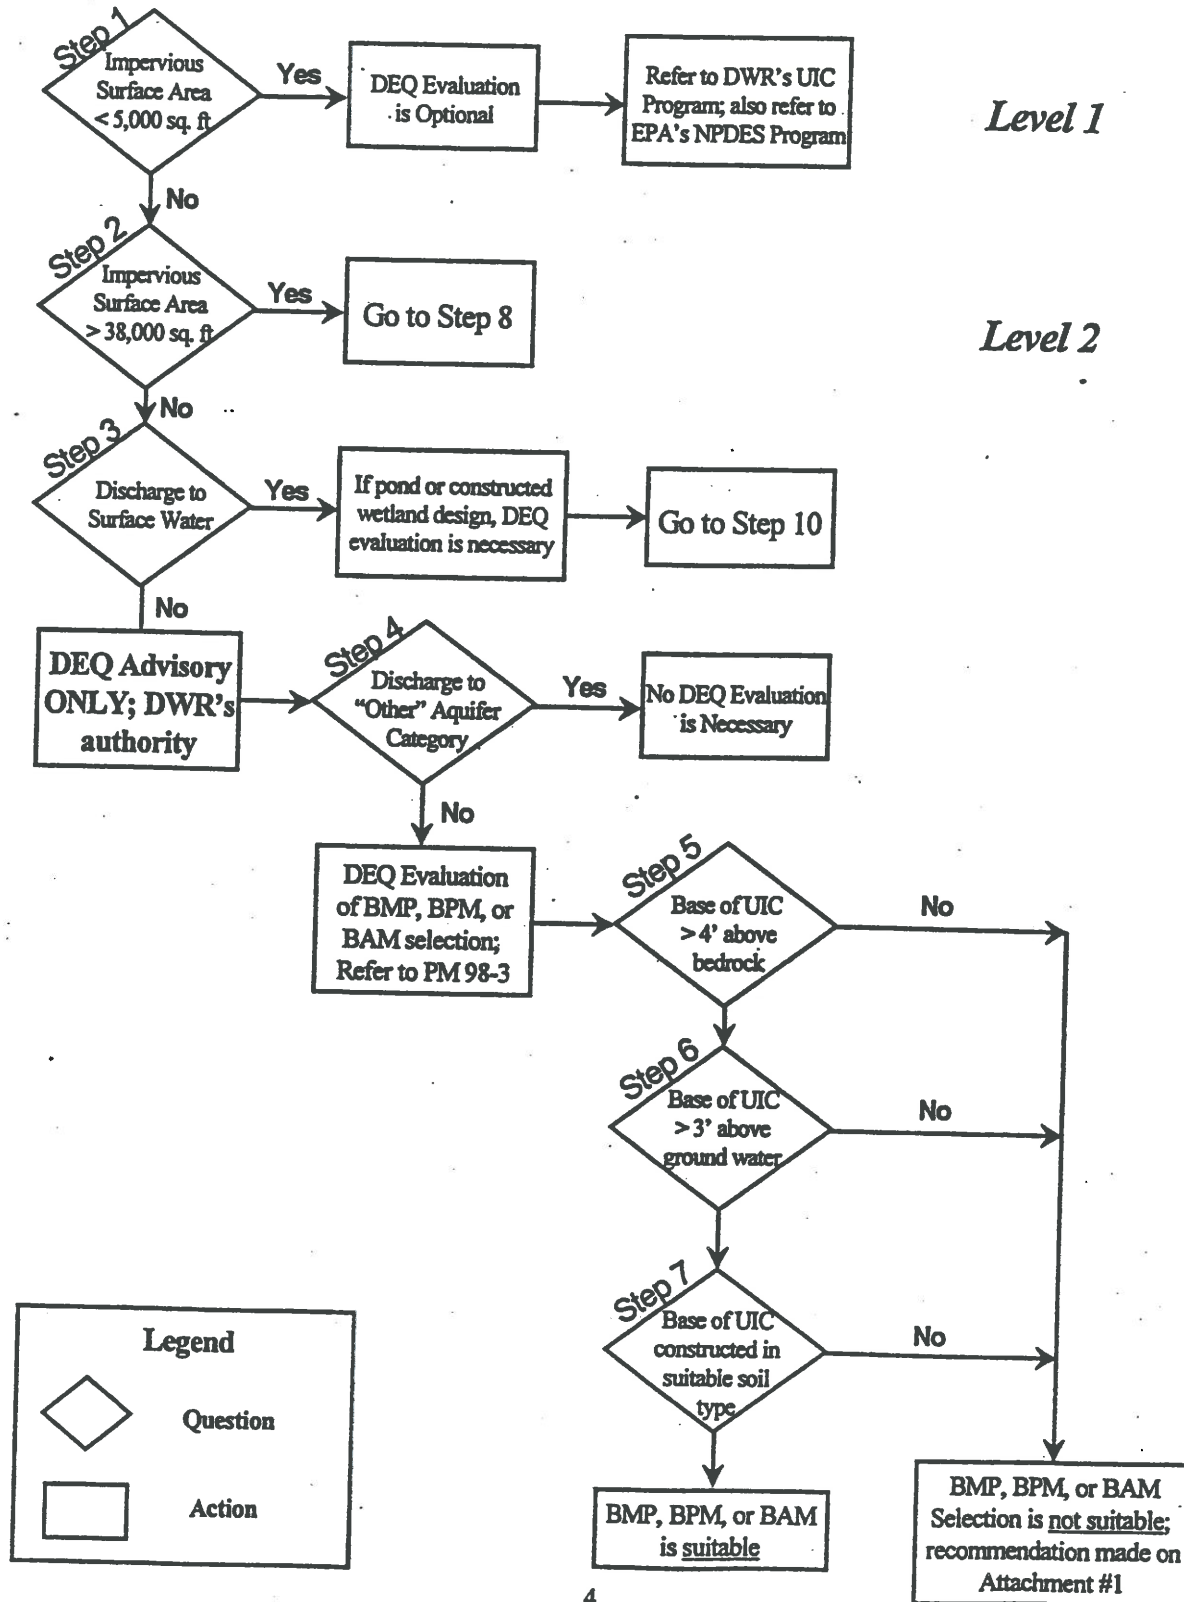 Step 1
Impervious
Surface Area
< 5,000 sq. ft
Yes
DEQ Evaluation
is Optional
Refer to DWR's UIC
Program; also refer to
EPA's NPDES Program
Level 1
No
Step 2
Impervious
Surface Area
> 38,000 sq. ft
Yes
Go to Step 8
Level 2
No
Step 3
Discharge to
Surface Water
Yes
If pond or constructed
wetland design, DEQ
evaluation is necessary
Go to Step 10
No
DEQ Advisory
ONLY; DWR's
authority
Step 4
Discharge to
"Other" Aquifer
Category
Yes
No DEQ Evaluation
is Necessary
No
DEQ Evaluation
of BMP, BPM, or
BAM selection;
Refer to PM 98-3
Step 5
Base of UIC
> 4' above
bedrock
No
Step 6
Base of UIC
> 3' above
ground water
No
Step 7
Base of UIC
constructed in
suitable soil
type
No
Legend
Question
Action
BMP, BPM, or BAM
is suitable
BMP, BPM, or BAM
Selection is not suitable;
recommendation made on
Attachment #1
4